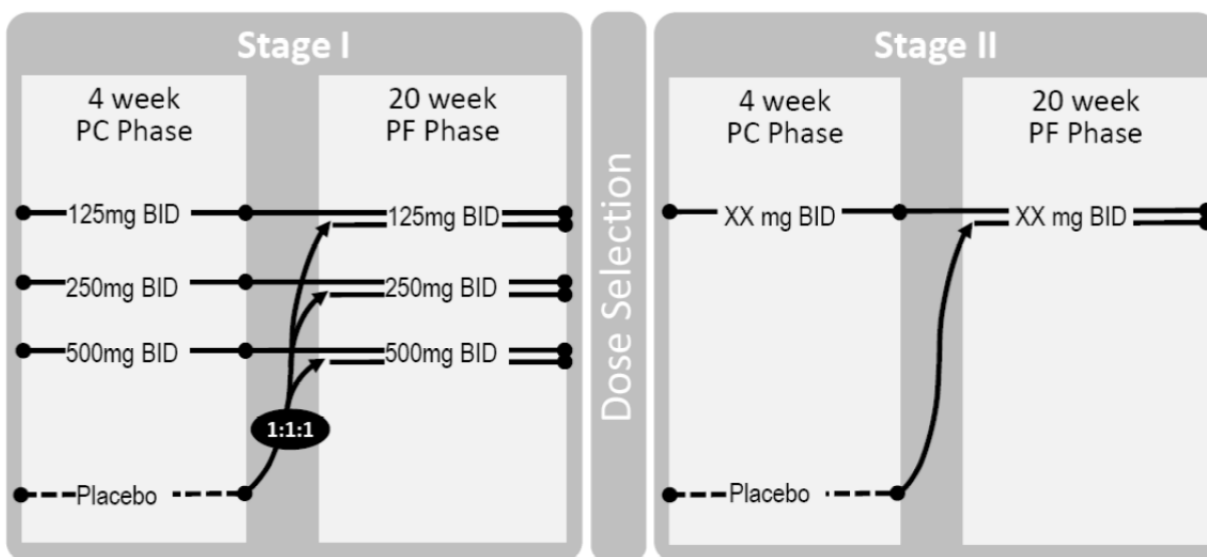 Stage I
4 week
PC Phase
20 week
PF Phase
125mg BID
125mg BID
250mg BID
250mg BID
500mg BID
500mg BID
1:1:1
Placebo
Dose Selection
Stage II
4 week
PC Phase
20 week
PF Phase
XX mg BID
XX mg BID
Placebo